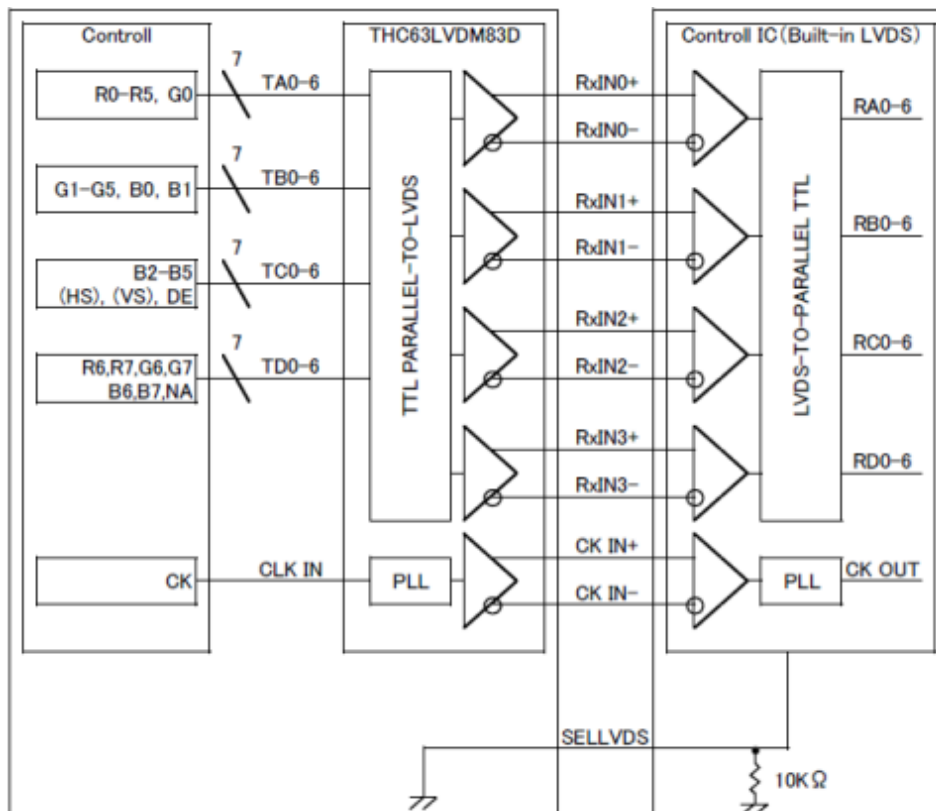 Controll
THC63LVDM83D
Controll IC(Built-in LVDS)
R0-R5, G0
7
TA0-6
RxIN0+
RxIN0-
RA0-6
G1-G5, B0, B1
7
TB0-6
RxIN1+
RxIN1-
RB0-6
B2-B5
(HS), (VS), DE
7
TC0-6
RxIN2+
RxIN2-
RC0-6
R6,R7,G6,G7
B6,B7,NA
7
TD0-6
RxIN3+
RxIN3-
RD0-6
TTL PARALLEL-TO-LVDS
LVDS-TO-PARALLEL TTL
CK
CLK IN
PLL
CK IN+
CK IN-
PLL
CK OUT
SELLVDS
10KΩ